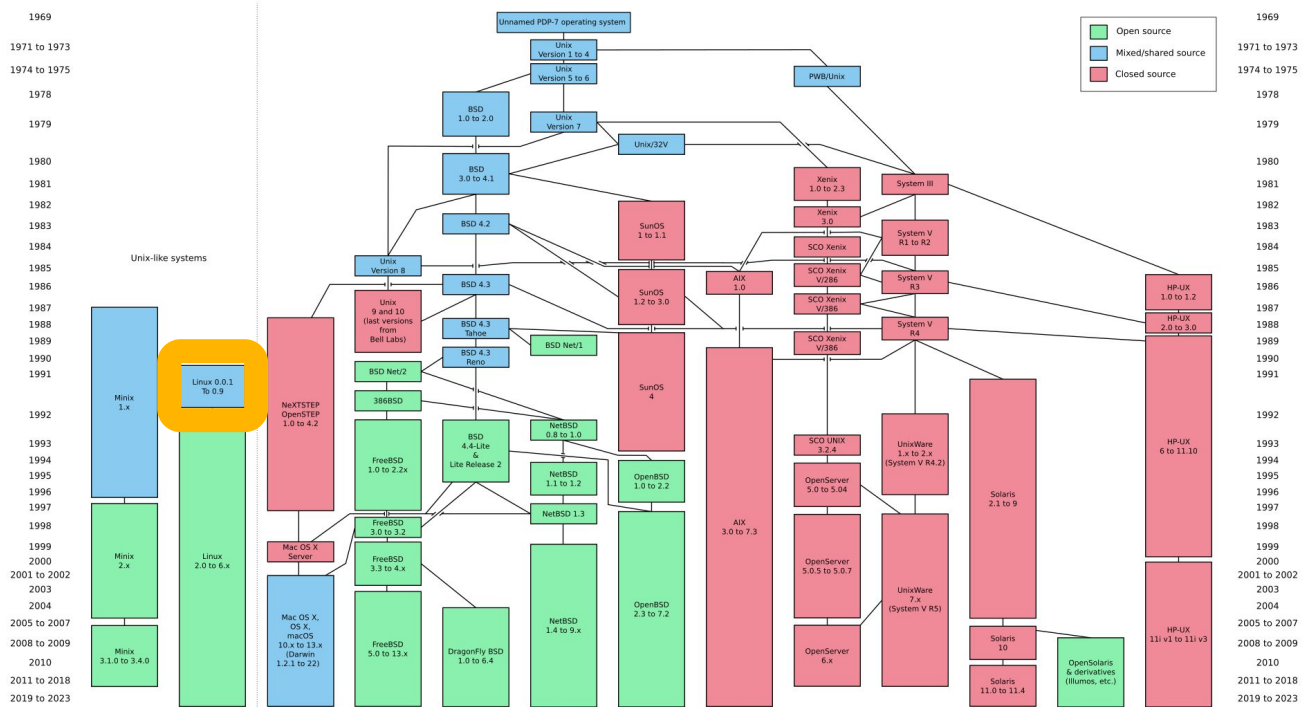 1969
1971 to 1973
1974 to 1975
1978
1979
1980
1981
1982
1983
1984
1985
1986
1987
1988
1989
1990
1991
1992
1993
1994
1995
1996
1997
1998
1999
2000
2001 to 2002
2003
2004
2005 to 2007
2008 to 2009
2010
2011 to 2018
2019 to 2023
Unix-like systems
Minix
1.x
Minix
2.x
Minix
3.1.0 to 3.4.0
Linux 0.0.1
To 0.9
Linux
2.0 to 6.x
Unnamed PDP-7 operating system
Unix
Version 1 to 4
Unix
Version 5 to 6
PWB/Unix
BSD
1.0 to 2.0
Unix
Version 7
Unix/32V
BSD
3.0 to 4.1
Xenix
1.0 to 2.3
System III
Xenix
3.0
SunOS
1 to 1.1
BSD 4.2
System V
R1 to R2
SCO Xenix
Unix
Version 8
SCO Xenix
V/286
AIX
1.0
System V
R3
BSD 4.3
SunOS
1.2 to 3.0
HP-UX
1.0 to 1.2
Unix
9 and 10
(last versions
from
Bell Labs)
SCO Xenix
V/386
HP-UX
2.0 to 3.0
BSD 4.3
Tahoe
System V
R4
BSD Net/1
SCO Xenix
V/386
BSD 4.3
Reno
BSD Net/2
SunOS
4
386BSD
NeXTSTEP
OpenSTEP
1.0 to 4.2
NetBSD
0.8 to 1.0
FreeBSD
1.0 to 2.2x
BSD
4.4-Lite
&
Lite Release 2
SCO UNIX
3.2.4
UnixWare
1.x to 2.x
(System V R4.2)
HP-UX
6 to 11.10
NetBSD
1.1 to 1.2
OpenBSD
1.0 to 2.2
OpenServer
5.0 to 5.04
Solaris
2.1 to 9
NetBSD 1.3
FreeBSD
3.0 to 3.2
AIX
3.0 to 7.3
Mac OS X
Server
FreeBSD
3.3 to 4.x
OpenServer
5.0.5 to 5.0.7
UnixWare
7.x
(System V R5)
Mac OS X,
OS X,
macOS
10.x to 13.x
(Darwin
1.2.1 to 22)
FreeBSD
5.0 to 13.x
DragonFly BSD
1.0 to 6.4
NetBSD
1.4 to 9.x
OpenBSD
2.3 to 7.2
OpenServer
6.x
Solaris
10
Solaris
11.0 to 11.4
OpenSolaris
& derivatives
(Illumos, etc.)
HP-UX
11i v1 to 11i v3
Open source
Mixed/shared source
Closed source
1969
1971 to 1973
1974 to 1975
1978
1979
1980
1981
1982
1983
1984
1985
1986
1987
1988
1989
1990
1991
1992
1993
1994
1995
1996
1997
1998
1999
2000
2001 to 2002
2003
2004
2005 to 2007
2008 to 2009
2010
2011 to 2018
2019 to 2023